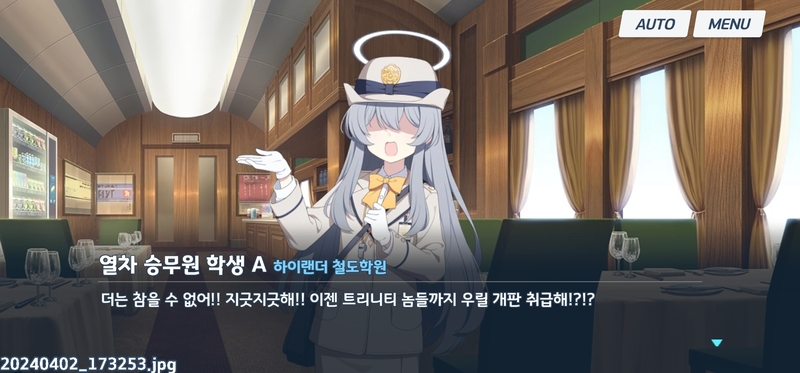 AUTO MENU
열차 승무원 학생 A 하이랜더 철도학원
더는 참을 수 없어!! 지긋지긋해!! 이젠 트리니티 놈들까지 우릴 개판 취급해!?!?
20240402_173253.jpg